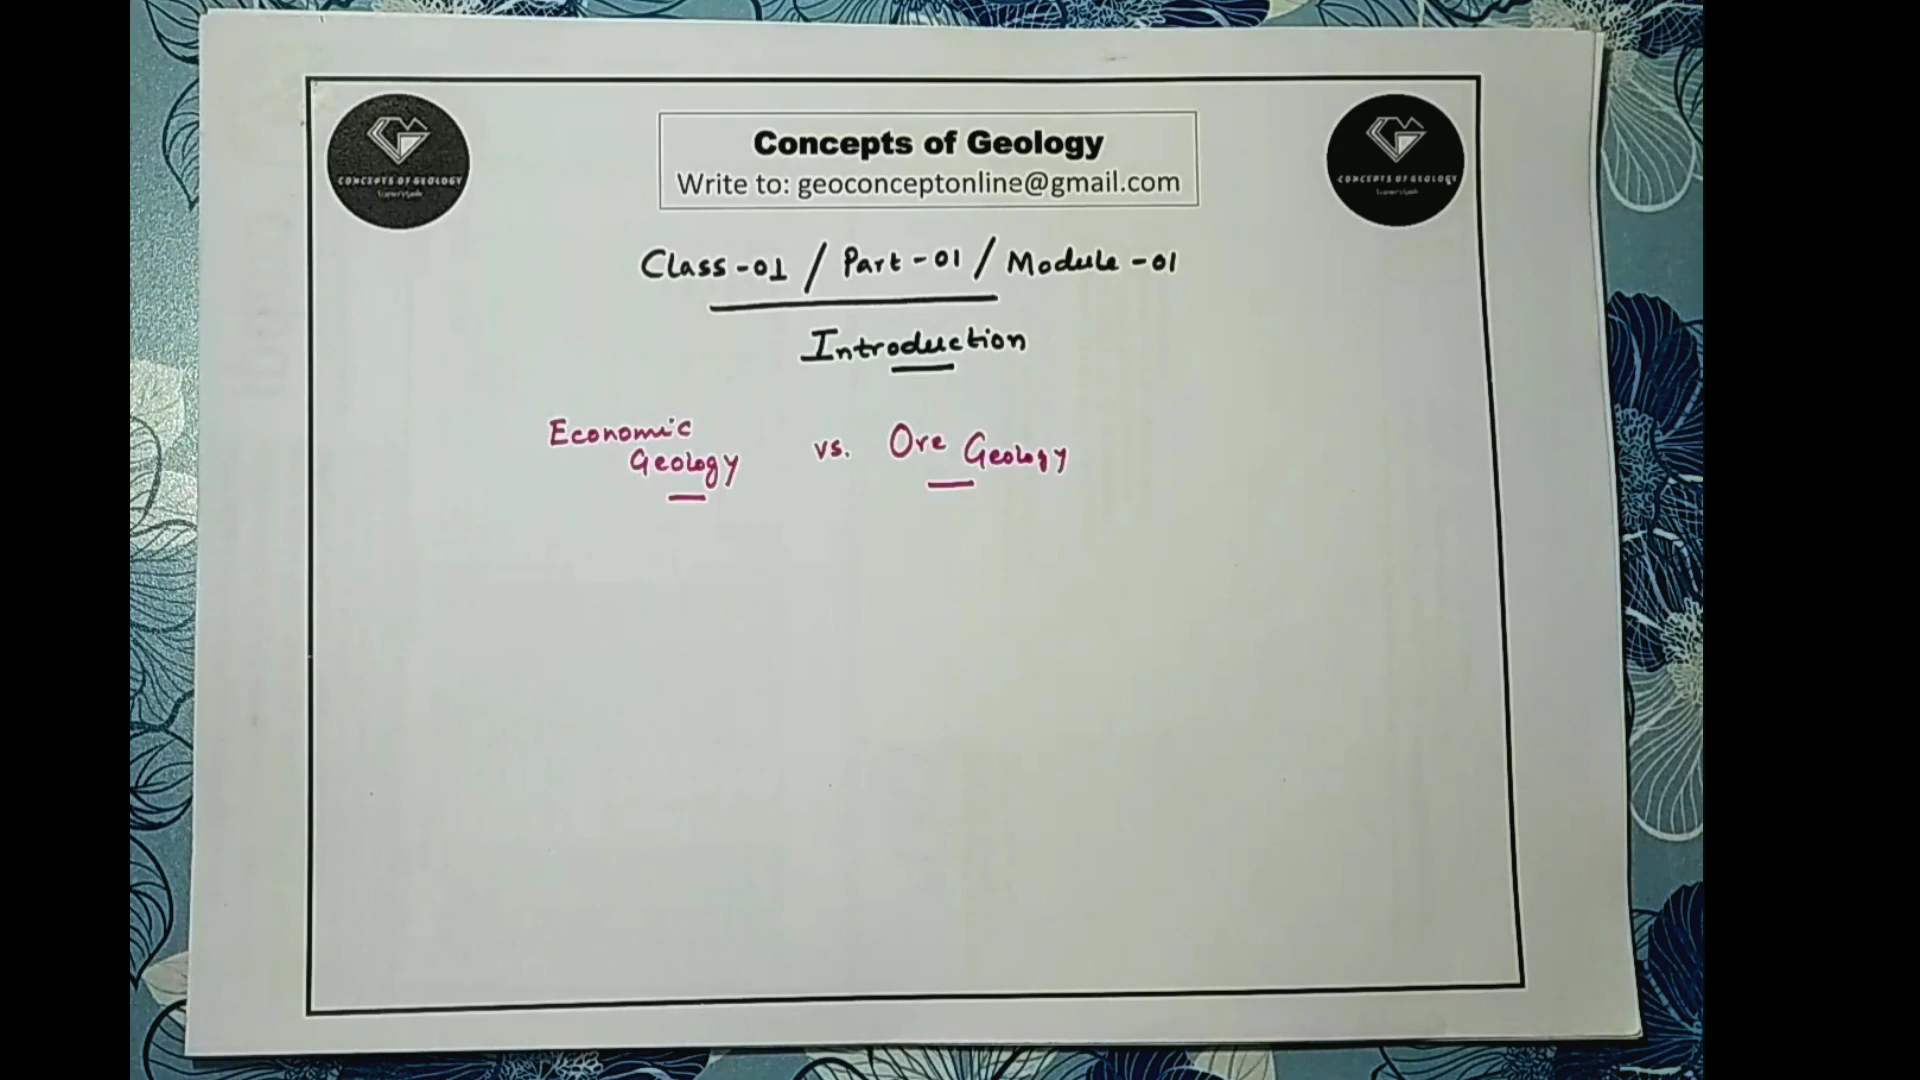 Concepts of Geology
Write to: geoconceptonline@gmail.com
CONCEPTS OF GEOLOGY
CONCEPTS OF GEOLOGY
Class-01 / Part-01 / Module-01
Introduction
Economic
Geology vs. Ore Geology